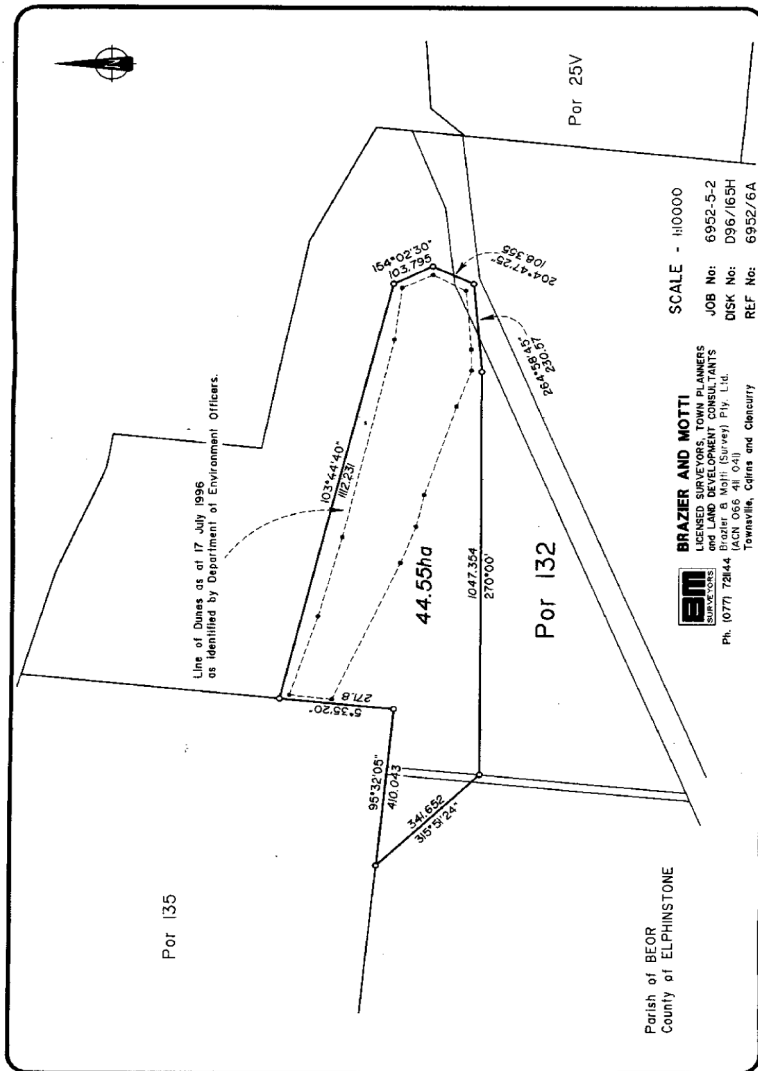 Line of Dunes as at 17 July 1996
as identified by Department of Environment Officers.
Por 135
Por 25V
103°44'40"
1112.231
154°02'30"
103.795
204°47'25"
108.355
264°58'45"
230.57
1047.354
270°00'
341.652
315°51'24"
95°32'05"
410.043
5°35'20"
271.8
44.55ha
Por 132
Parish of BEOR
County of ELPHINSTONE
BM
SURVEYORS
Ph. (077) 721144
BRAZIER AND MOTTI
LICENSED SURVEYORS, TOWN PLANNERS
and LAND DEVELOPMENT CONSULTANTS
Brazier & Motti (Survey) Pty. Ltd.
(ACN 066 411 041)
Townsville, Cairns and Cloncurry
SCALE - 1:10000
JOB No: 6952-5-2
DISK No: D96/165H
REF No: 6952/6A